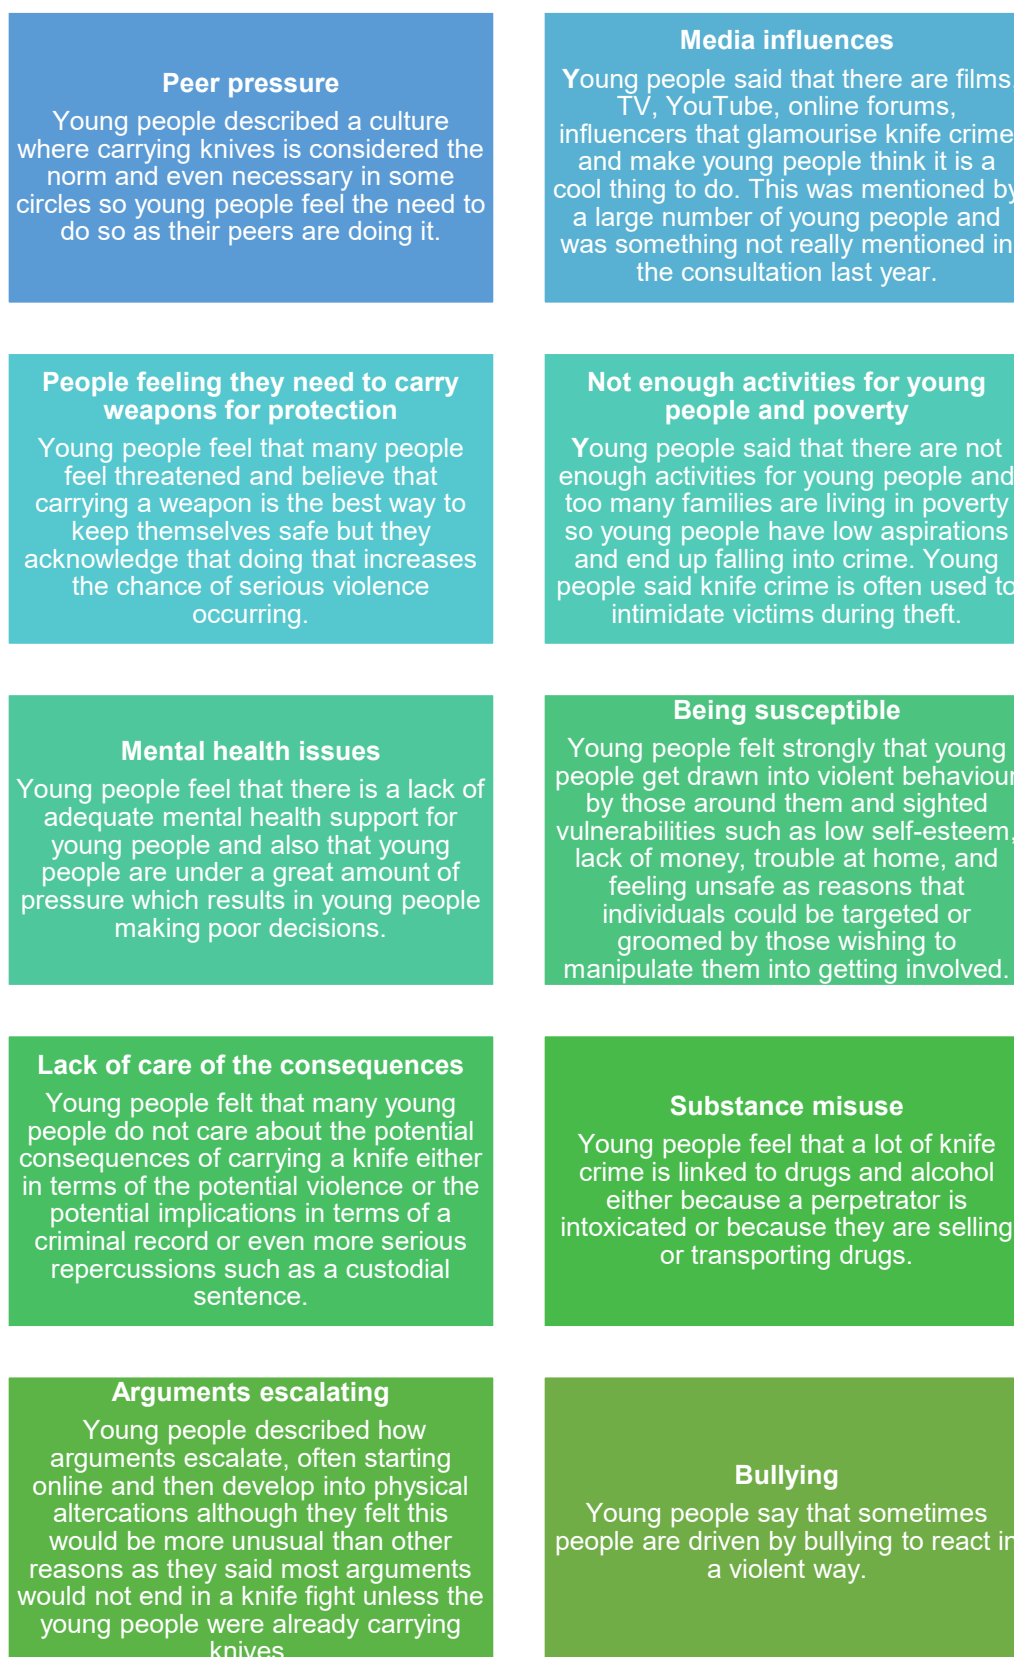 Peer pressure
Young people described a culture
where carrying knives is considered the
norm and even necessary in some
circles so young people feel the need to
do so as their peers are doing it.
Media influences
Young people said that there are films,
TV, YouTube, online forums,
influencers that glamourise knife crime
and make young people think it is a
cool thing to do. This was mentioned by
a large number of young people and
was something not really mentioned in
the consultation last year.
People feeling they need to carry
weapons for protection
Young people feel that many people
feel threatened and believe that
carrying a weapon is the best way to
keep themselves safe but they
acknowledge that doing that increases
the chance of serious violence
occurring.
Not enough activities for young
people and poverty
Young people said that there are not
enough activities for young people and
too many families are living in poverty
so young people have low aspirations
and end up falling into crime. Young
people said knife crime is often used to
intimidate victims during theft.
Mental health issues
Young people feel that there is a lack of
adequate mental health support for
young people and also that young
people are under a great amount of
pressure which results in young people
making poor decisions.
Being susceptible
Young people felt strongly that young
people get drawn into violent behaviour
by those around them and sighted
vulnerabilities such as low self-esteem,
lack of money, trouble at home, and
feeling unsafe as reasons that
individuals could be targeted or
groomed by those wishing to
manipulate them into getting involved.
Lack of care of the consequences
Young people felt that many young
people do not care about the potential
consequences of carrying a knife either
in terms of the potential violence or the
potential implications in terms of a
criminal record or even more serious
repercussions such as a custodial
sentence.
Substance misuse
Young people feel that a lot of knife
crime is linked to drugs and alcohol
either because a perpetrator is
intoxicated or because they are selling
or transporting drugs.
Arguments escalating
Young people described how
arguments escalate, often starting
online and then develop into physical
altercations although they felt this
would be more unusual than other
reasons as they said most arguments
would not end in a knife fight unless the
young people were already carrying
knives
Bullying
Young people say that sometimes
people are driven by bullying to react in
a violent way.